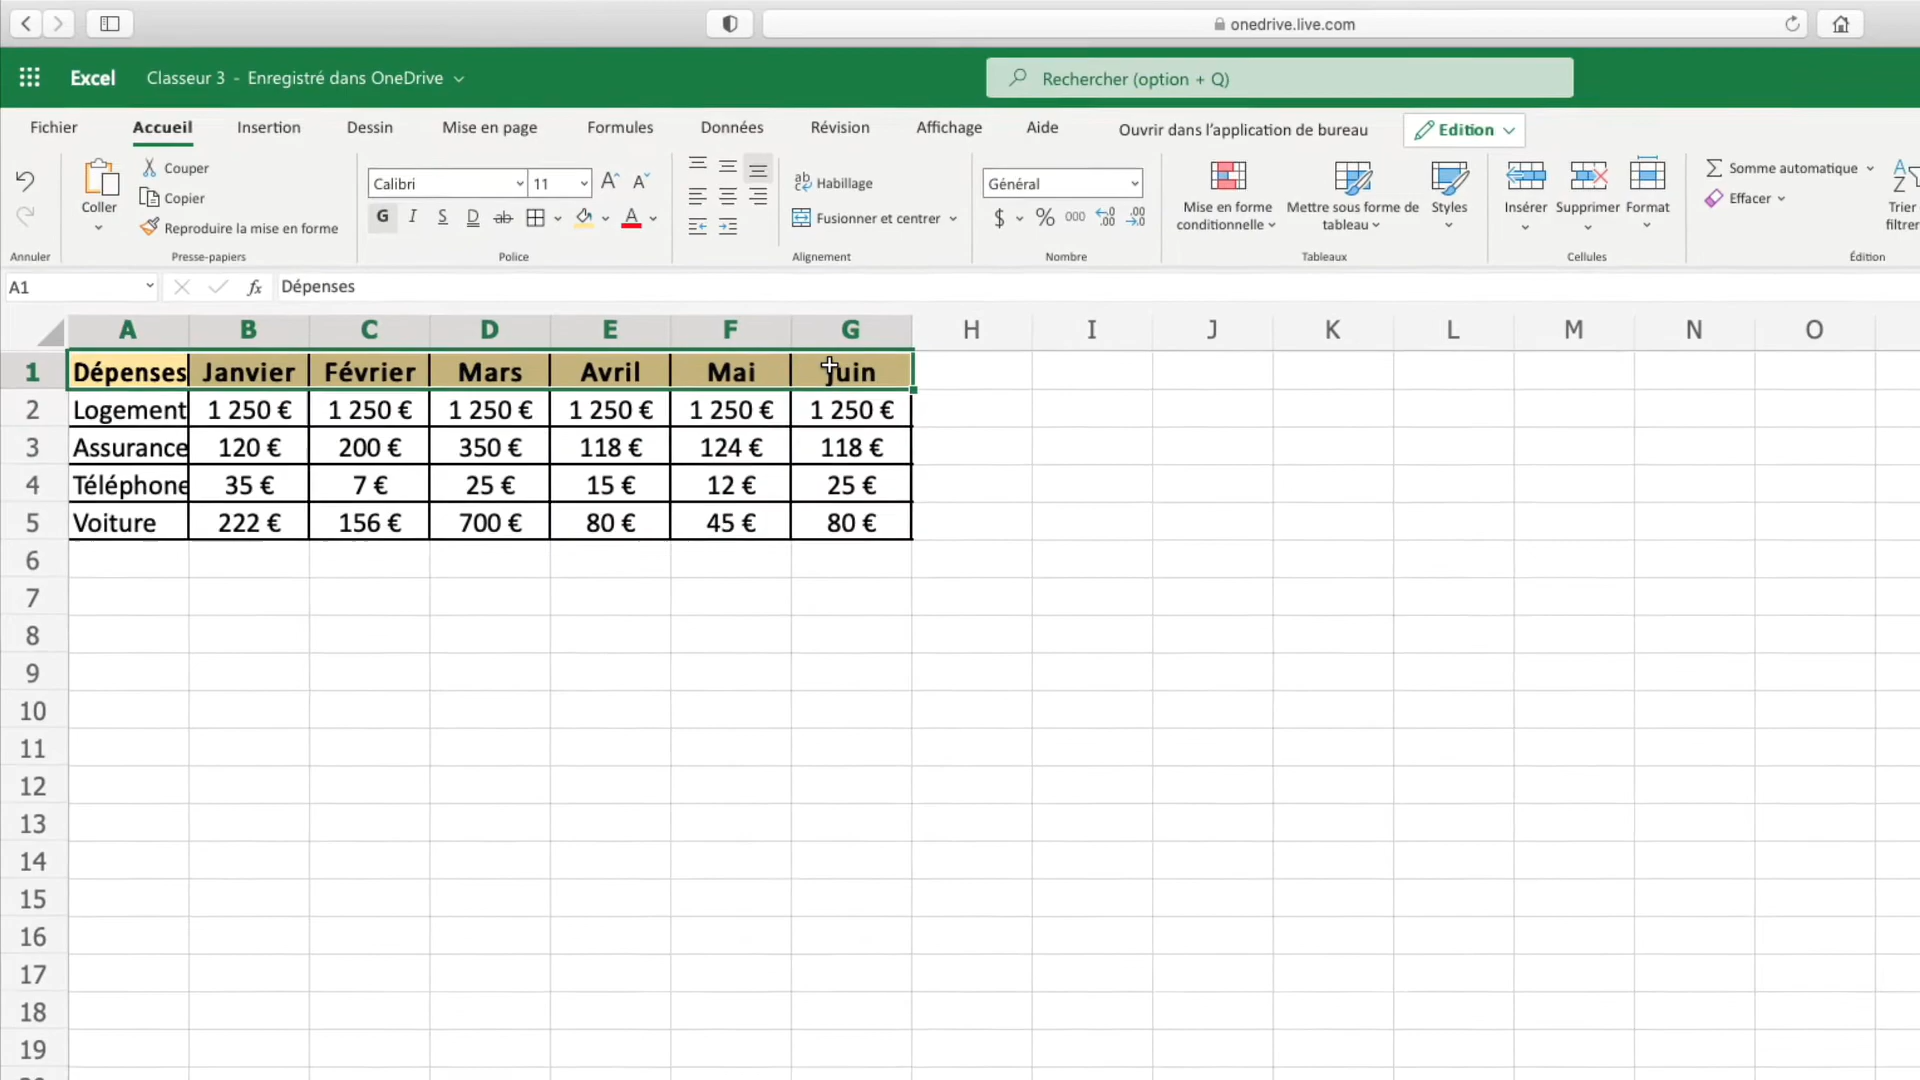 onedrive.live.com
Excel Classeur 3 - Enregistré dans OneDrive Rechercher (option + Q)
Fichier Accueil Insertion Dessin Mise en page Formules Données Révision Affichage Aide Ouvrir dans l’application de bureau Edition
Coller
Couper
Copier
Reproduire la mise en forme
Calibri 11
G I S D ab A
ab Habillage
Fusionner et centrer
Général
$ % 000
Mise en forme
conditionnelle
Mettre sous forme de
tableau
Styles
Insérer Supprimer Format
Somme automatique
Effacer
Trier
filtrer
Annuler Presse-papiers Police Alignement Nombre Tableaux Cellules Édition
A1 fx Dépenses
A B C D E F G H I J K L M N O
1 Dépenses Janvier Février Mars Avril Mai Juin
2 Logement 1 250 € 1 250 € 1 250 € 1 250 € 1 250 € 1 250 €
3 Assurance 120 € 200 € 350 € 118 € 124 € 118 €
4 Téléphone 35 € 7 € 25 € 15 € 12 € 25 €
5 Voiture 222 € 156 € 700 € 80 € 45 € 80 €
6
7
8
9
10
11
12
13
14
15
16
17
18
19